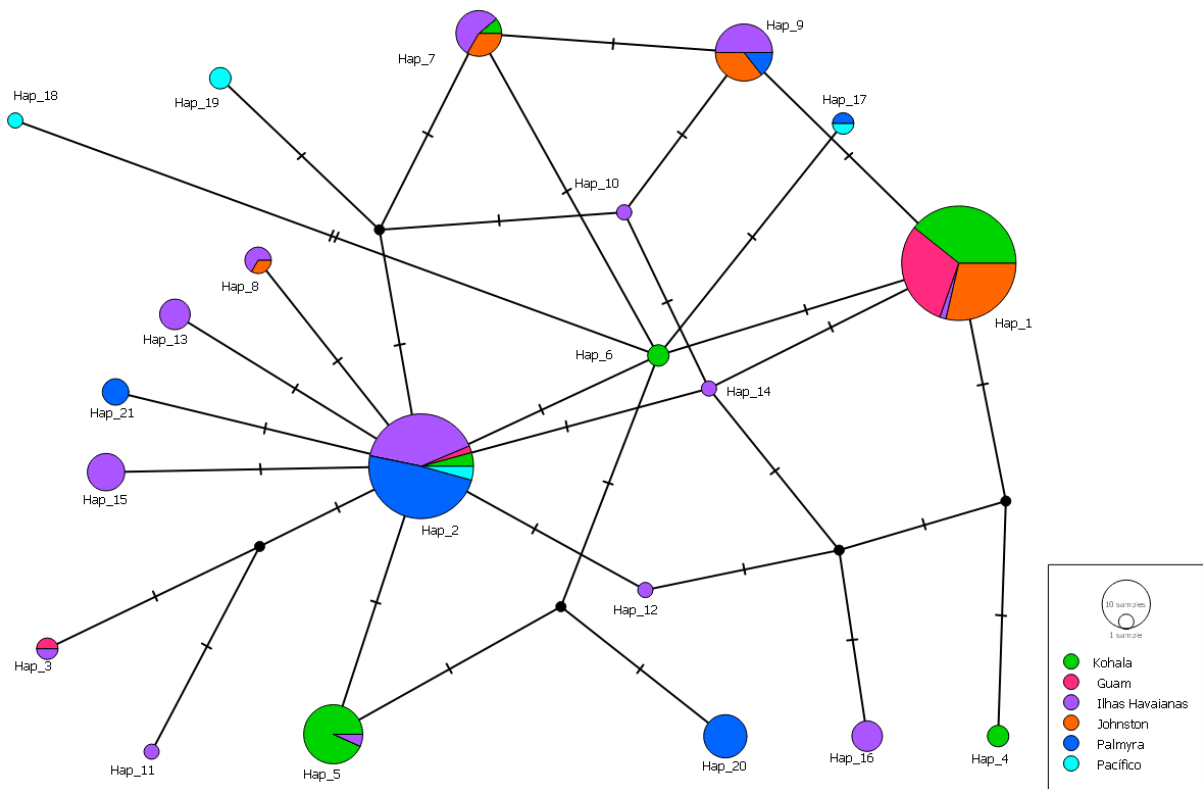 Hap_9
Hap_7
Hap_18
Hap_19
Hap_17
Hap_10
Hap_8
Hap_1
Hap_13
Hap_6
Hap_14
Hap_21
Hap_15
Hap_2
Hap_12
Hap_3
Hap_11
Hap_5
Hap_20
Hap_16
Hap_4
10 samples
1 sample
Kohala
Guam
Ilhas Havaianas
Johnston
Palmyra
Pacífico